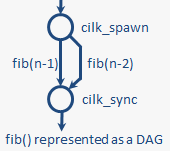 cilk_spawn
fib(n-1) fib(n-2)
cilk_sync
fib() represented as a DAG